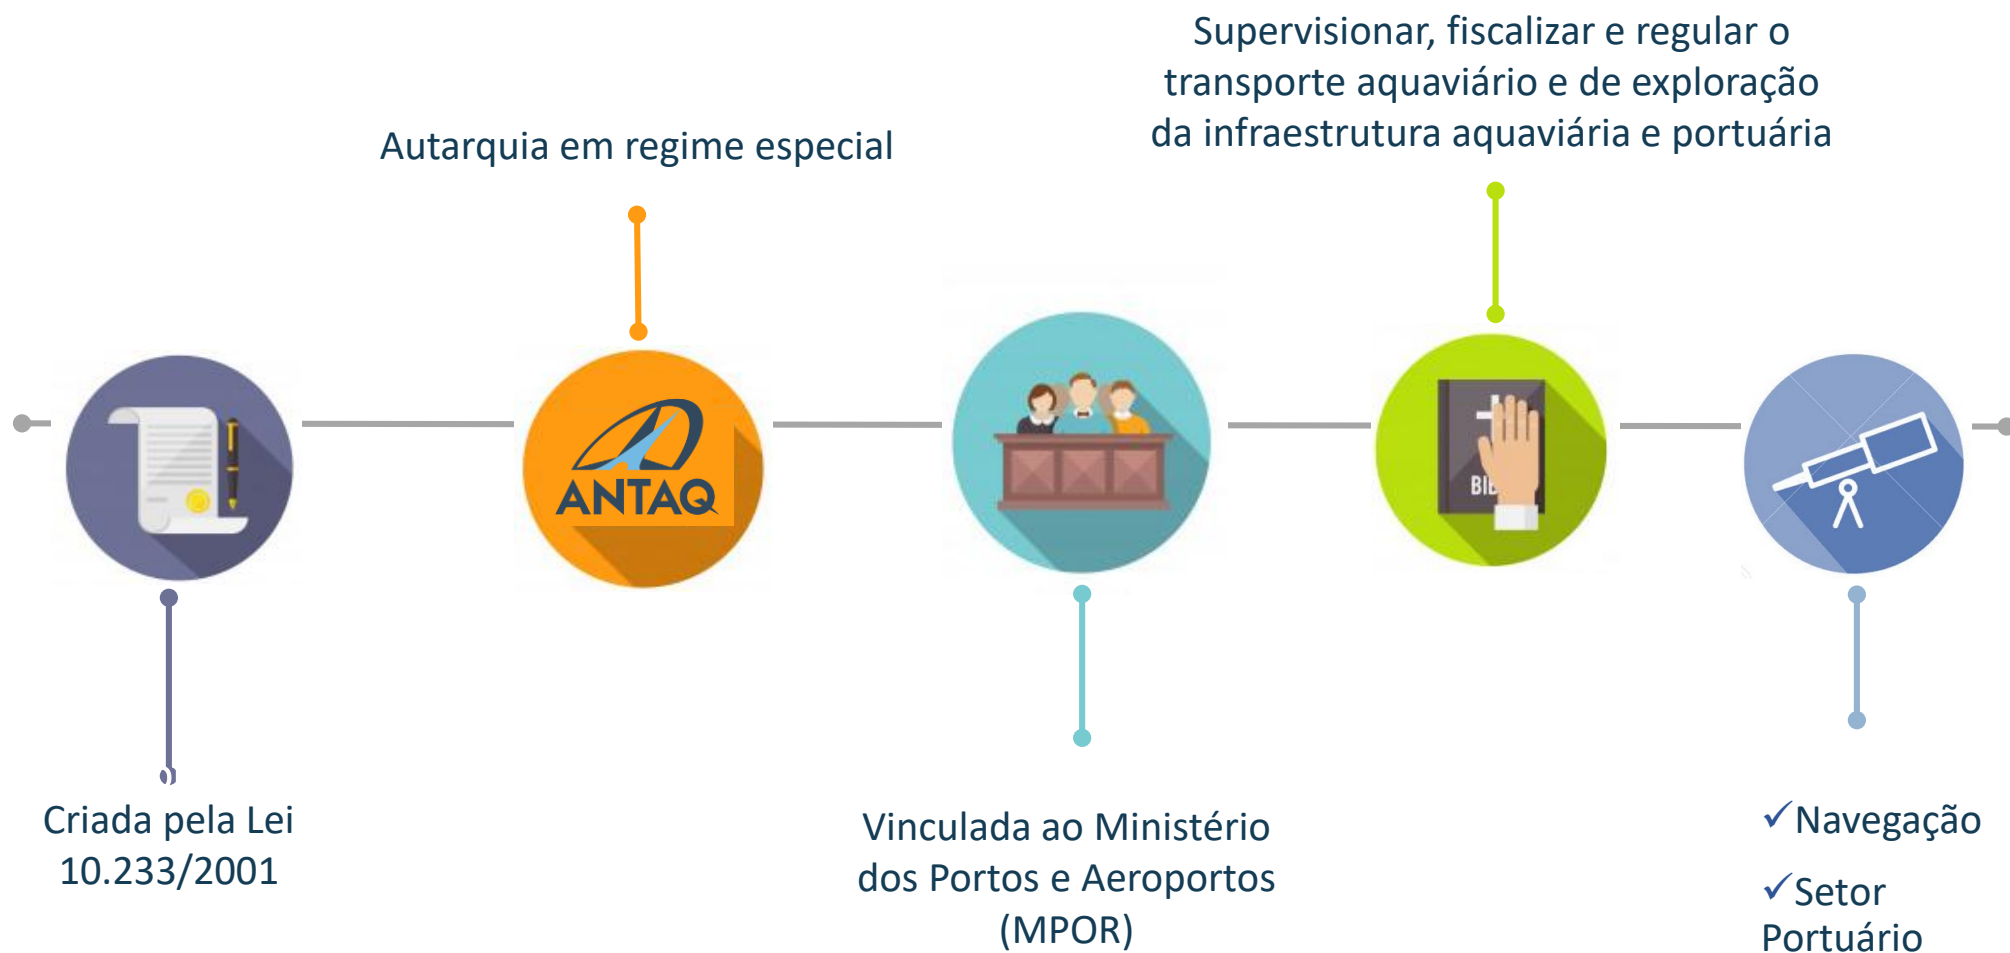 Supervisionar, fiscalizar e regular o
transporte aquaviário e de exploração
da infraestrutura aquaviária e portuária
Autarquia em regime especial
ANTAQ
Criada pela Lei
10.233/2001
Vinculada ao Ministério
dos Portos e Aeroportos
(MPOR)
✓Navegação
✓Setor
Portuário